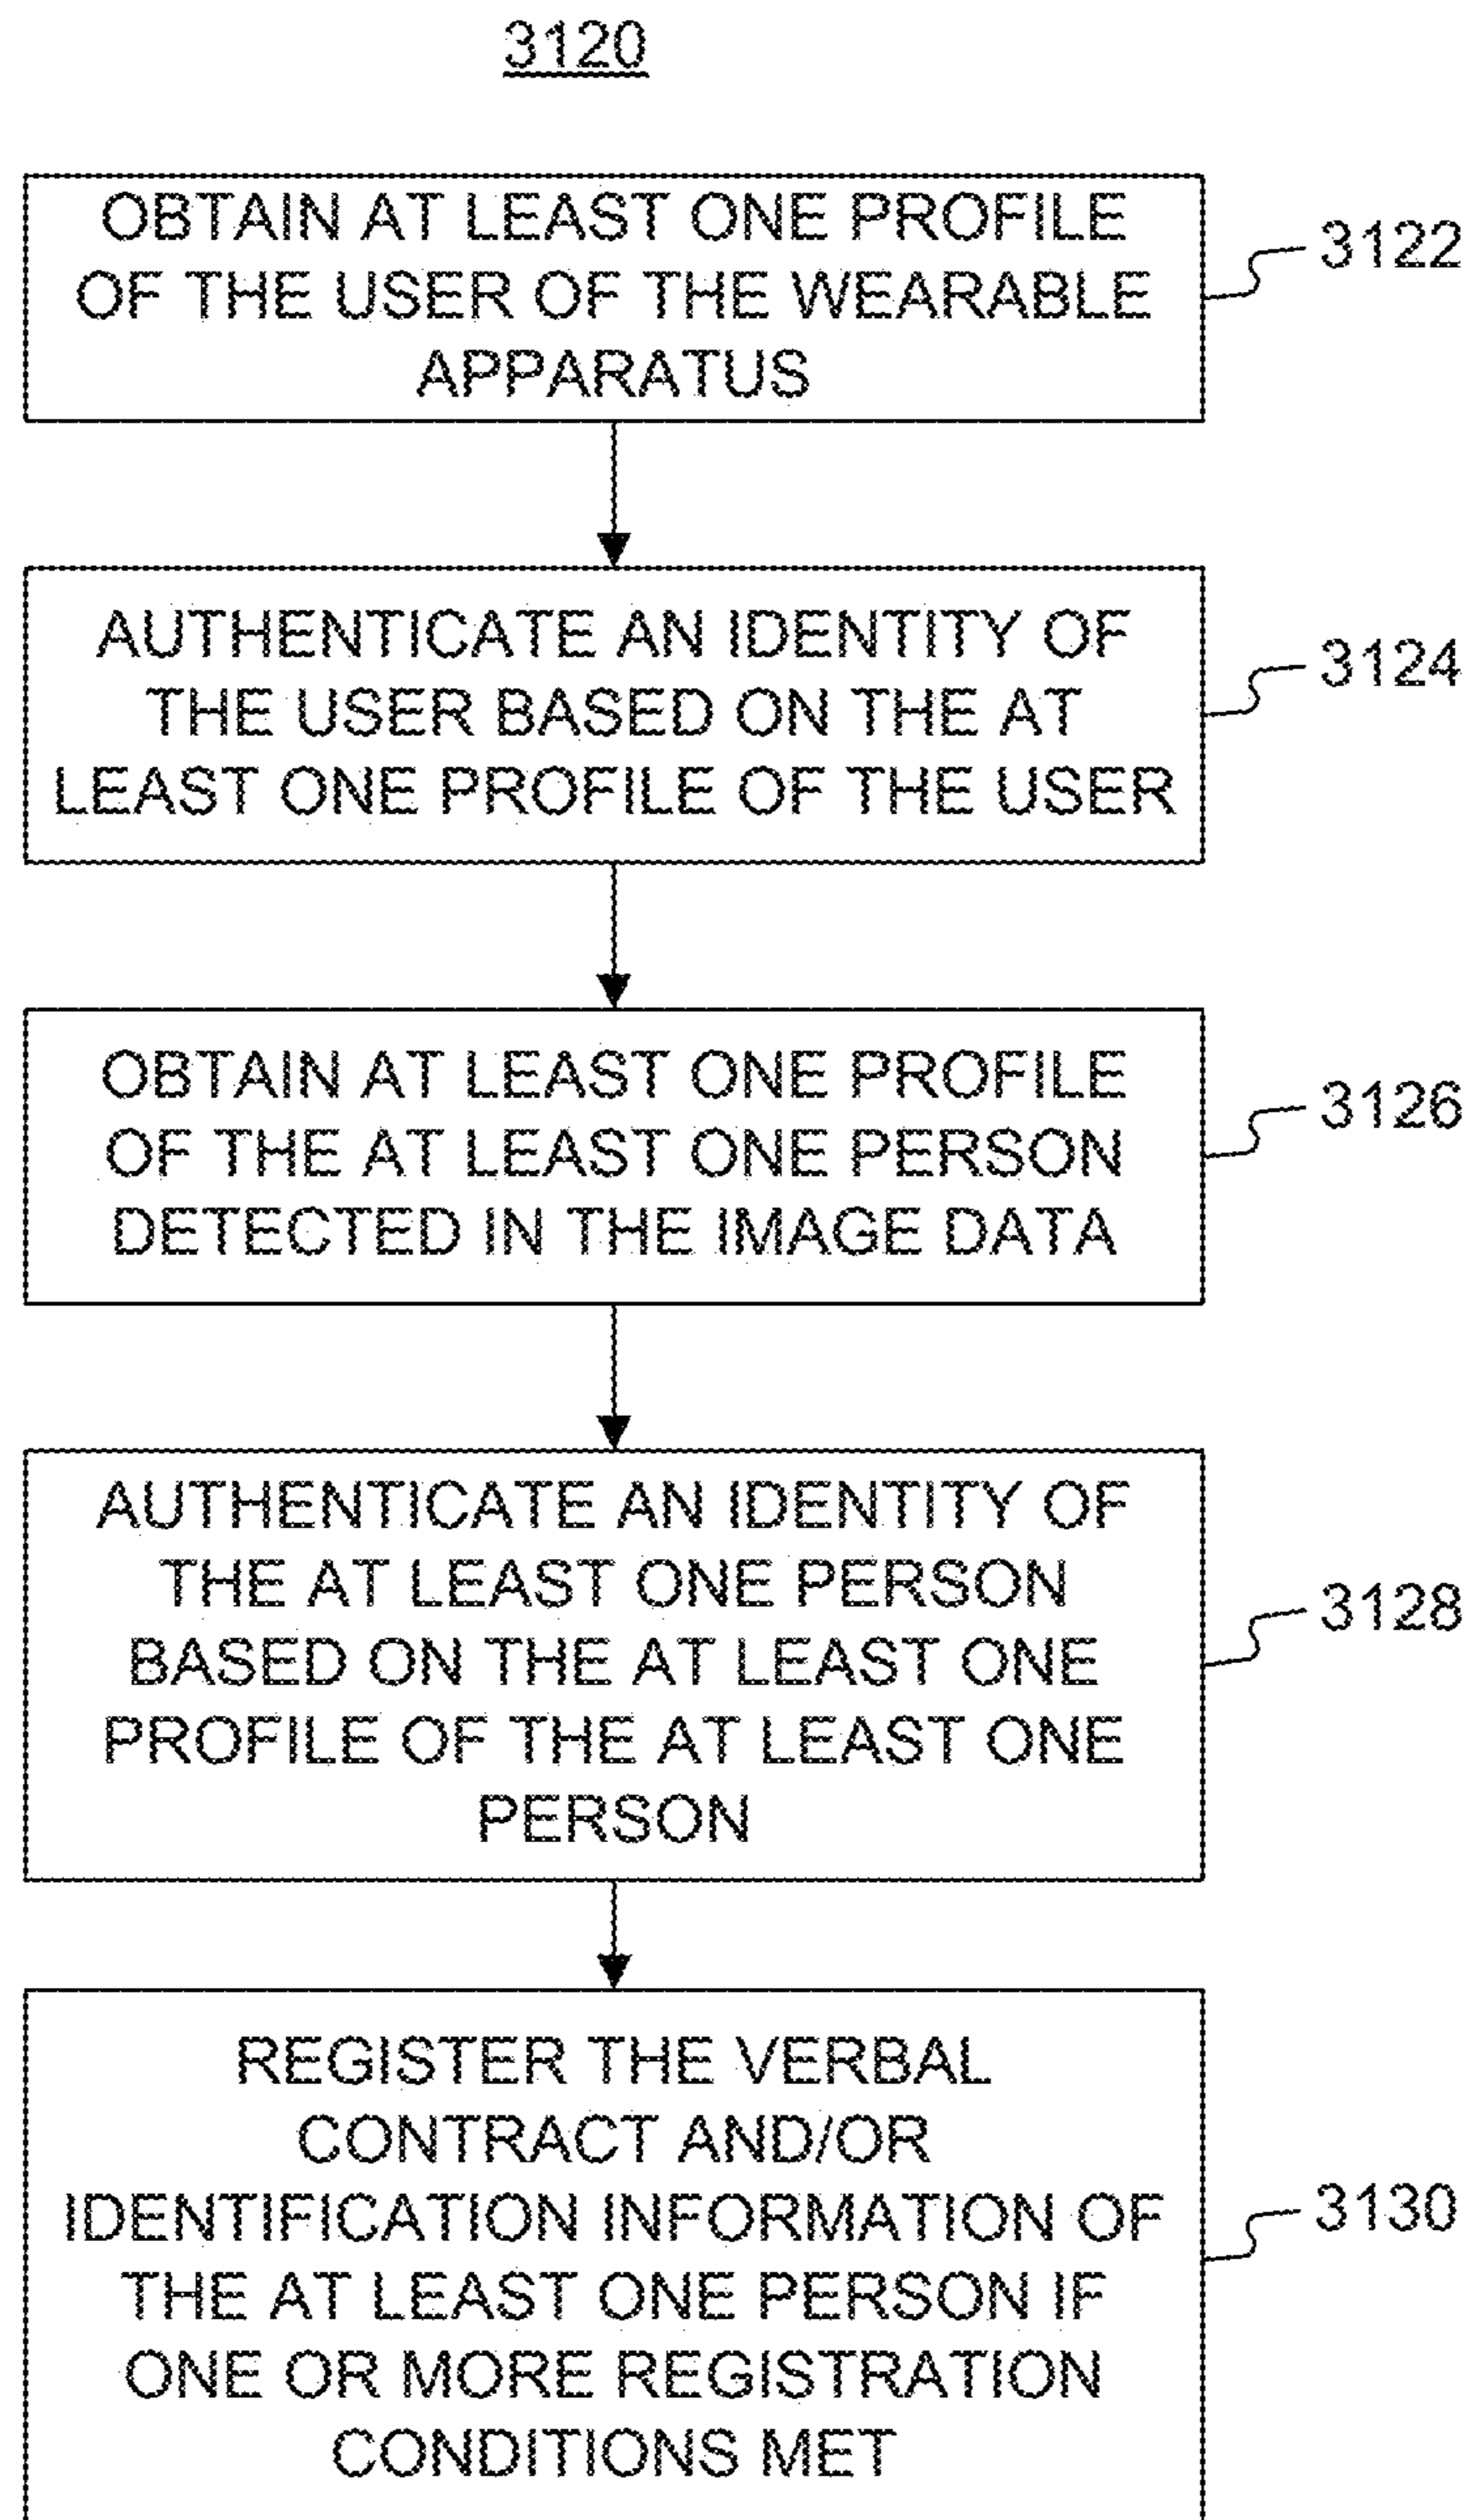 3120
OBTAIN AT LEAST ONE PROFILE
OF THE USER OF THE WEARABLE
APPARATUS
3122
AUTHENTICATE AN IDENTITY OF
THE USER BASED ON THE AT
LEAST ONE PROFILE OF THE USER
3124
OBTAIN AT LEAST ONE PROFILE
OF THE AT LEAST ONE PERSON
DETECTED IN THE IMAGE DATA
3126
AUTHENTICATE AN IDENTITY OF
THE AT LEAST ONE PERSON
BASED ON THE AT LEAST ONE
PROFILE OF THE AT LEAST ONE
PERSON
3128
REGISTER THE VERBAL
CONTRACT AND/OR
IDENTIFICATION INFORMATION OF
THE AT LEAST ONE PERSON IF
ONE OR MORE REGISTRATION
CONDITIONS MET
3130